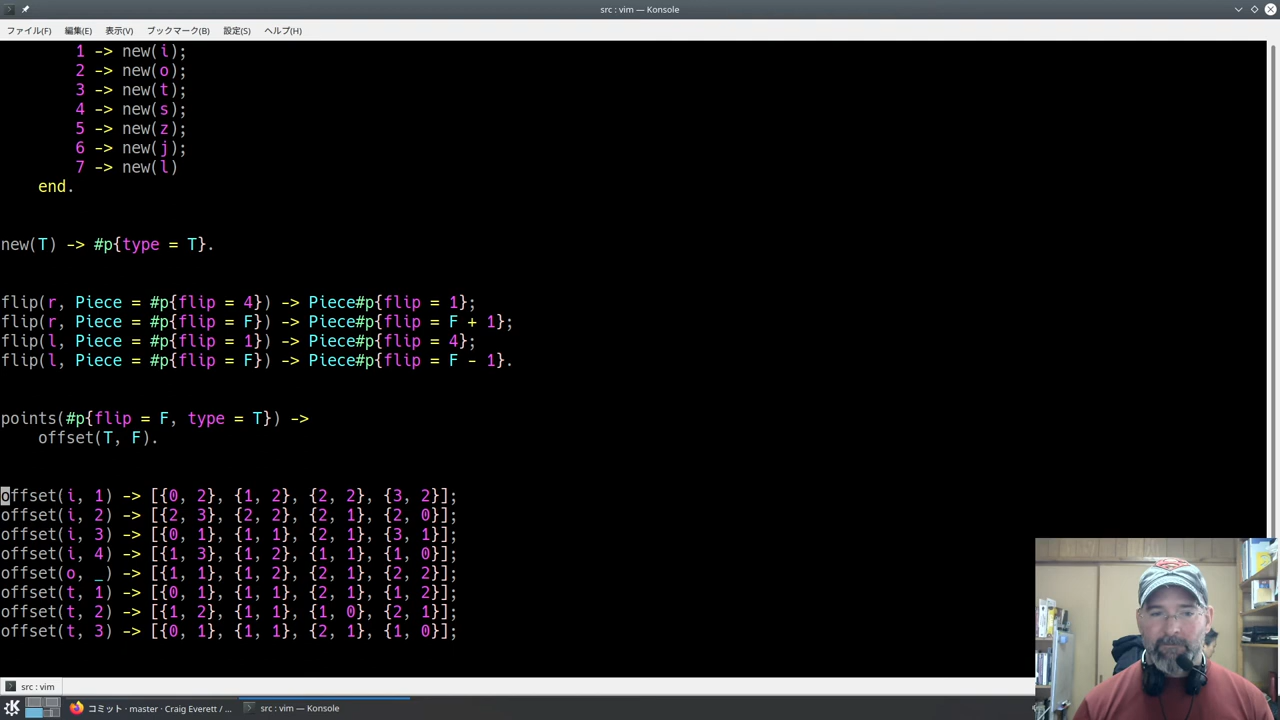 src : vim — Konsole
ファイル(F) 編集(E) 表示(V) ブックマーク(B) 設定(S) ヘルプ(H)
1 -> new(i);
2 -> new(o);
3 -> new(t);
4 -> new(s);
5 -> new(z);
6 -> new(j);
7 -> new(l)
end.
new(T) -> #p{type = T}.
flip(r, Piece = #p{flip = 4}) -> Piece#p{flip = 1};
flip(r, Piece = #p{flip = F}) -> Piece#p{flip = F + 1};
flip(l, Piece = #p{flip = 1}) -> Piece#p{flip = 4};
flip(l, Piece = #p{flip = F}) -> Piece#p{flip = F - 1}.
points(#p{flip = F, type = T}) ->
offset(T, F).
offset(i, 1) -> [{0, 2}, {1, 2}, {2, 2}, {3, 2}];
offset(i, 2) -> [{2, 3}, {2, 2}, {2, 1}, {2, 0}];
offset(i, 3) -> [{0, 1}, {1, 1}, {2, 1}, {3, 1}];
offset(i, 4) -> [{1, 3}, {1, 2}, {1, 1}, {1, 0}];
offset(o, _) -> [{1, 1}, {1, 2}, {2, 1}, {2, 2}];
offset(t, 1) -> [{0, 1}, {1, 1}, {2, 1}, {1, 2}];
offset(t, 2) -> [{1, 2}, {1, 1}, {1, 0}, {2, 1}];
offset(t, 3) -> [{0, 1}, {1, 1}, {2, 1}, {1, 0}];
src : vim
コミット · master · Craig Everett / ... src : vim — Konsole